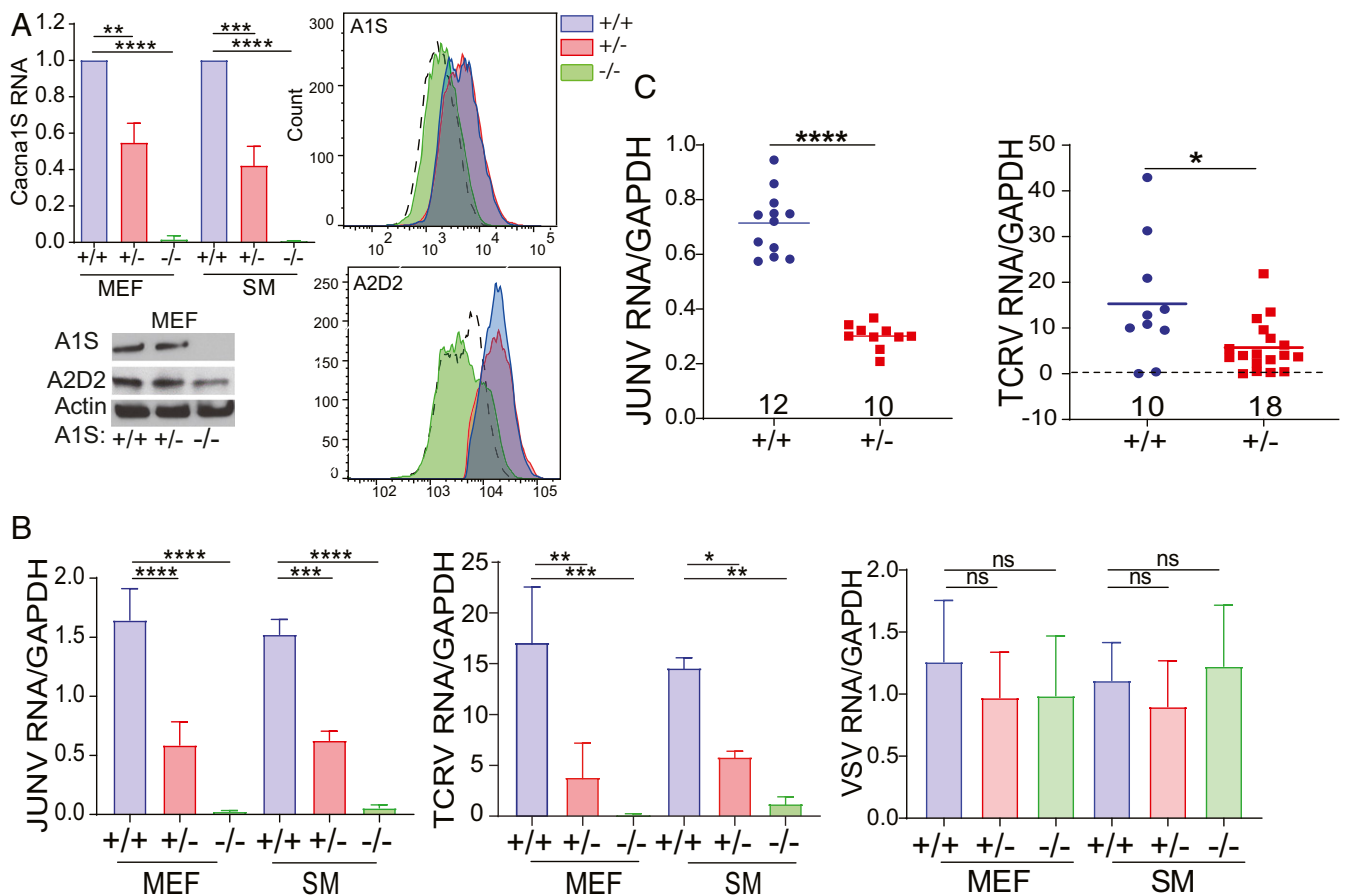 A
Cacna1S RNA
1.2
1.0
0.8
0.6
0.4
0.2
0.0
** ***
**** ****
+/+ +/- -/- +/+ +/- -/-
MEF SM
MEF
A1S
A2D2
Actin
A1S: +/+ +/- -/-
A1S
Count
300
200
100
0
10² 10³ 10⁴ 10⁵
+/+
+/-
-/-
A2D2
250
200
150
100
50
0
10² 10³ 10⁴ 10⁵
C
JUNV RNA/GAPDH
1.0
0.8
0.6
0.4
0.2
0.0
****
12 10
+/+ +/-
TCRV RNA/GAPDH
50
40
30
20
10
0
-10
*
10 18
+/+ +/-
B
JUNV RNA/GAPDH
2.0
1.5
1.0
0.5
0.0
**** ****
**** ***
+/+ +/- -/- +/+ +/- -/-
MEF SM
TCRV RNA/GAPDH
25
20
15
10
5
0
** *
*** **
+/+ +/- -/- +/+ +/- -/-
MEF SM
VSV RNA/GAPDH
2.0
1.5
1.0
0.5
0.0
ns ns
ns ns
+/+ +/- -/- +/+ +/- -/-
MEF SM